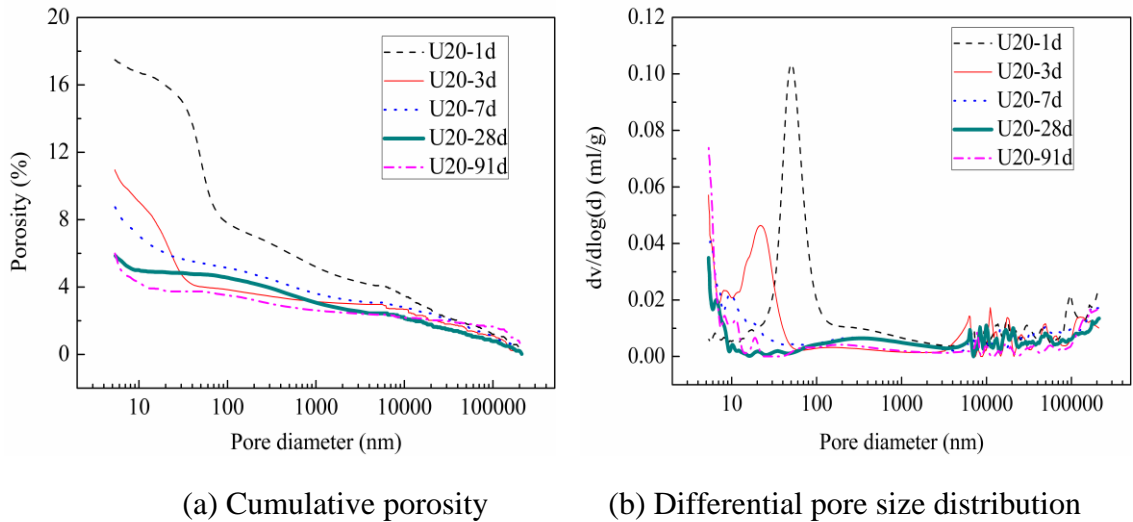 20
16
12
8
4
0
Porosity (%)
10
100
1000
10000
100000
Pore diameter (nm)
U20-1d
U20-3d
U20-7d
U20-28d
U20-91d
0.12
0.10
0.08
0.06
0.04
0.02
0.00
dv/dlog(d) (ml/g)
10
100
1000
10000
100000
Pore diameter (nm)
U20-1d
U20-3d
U20-7d
U20-28d
U20-91d
(a) Cumulative porosity
(b) Differential pore size distribution